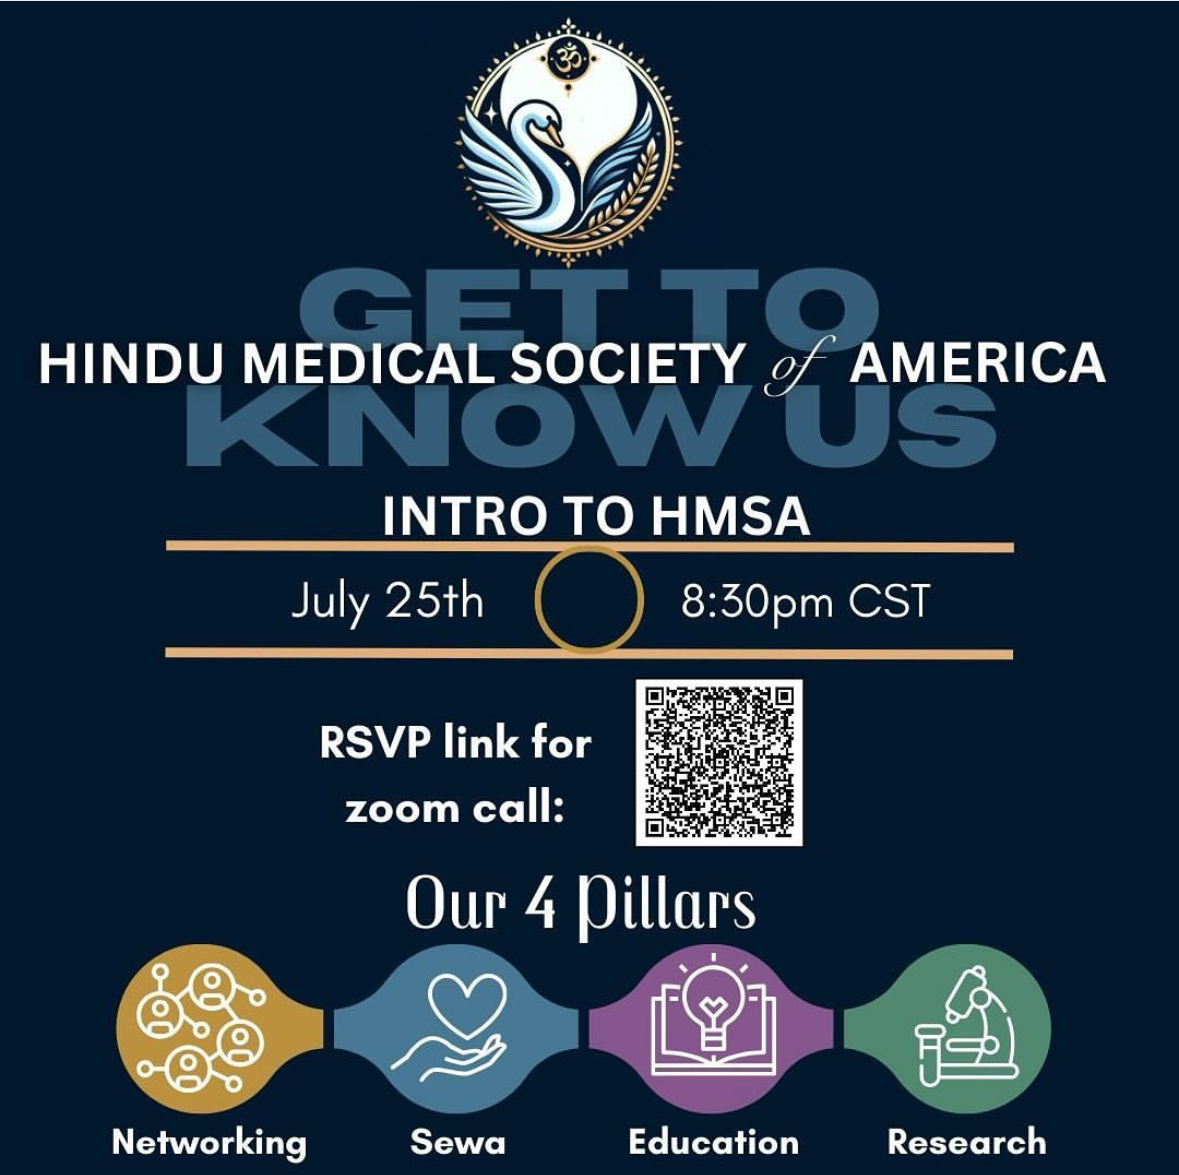 ॐ
GET TO
HINDU MEDICAL SOCIETY of AMERICA
KNOW US
INTRO TO HMSA
July 25th 8:30pm CST
RSVP link for
zoom call:
Our 4 Pillars
Networking Sewa Education Research